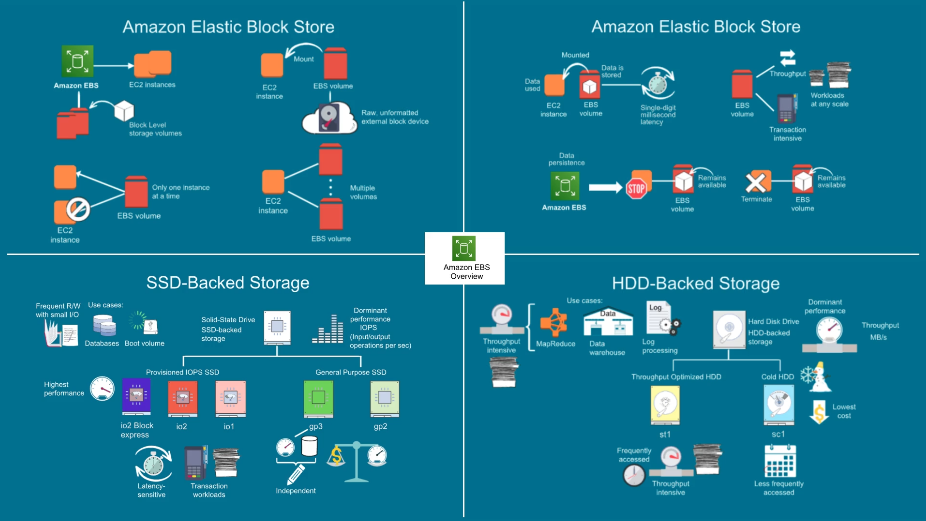 Amazon Elastic Block Store
Amazon EBS
EC2 Instances
Block Level
storage volumes
Mount
EC2
instance
EBS volume
Raw, unformatted
external block device
Only one instance
at a time
EBS volume
EC2
instance
EC2
instance
Multiple
volumes
EBS volume
Amazon Elastic Block Store
Mounted
Data
used
Data is
stored
EC2
instance
EBS
volume
Single-digit
millisecond
latency
EBS
volume
Throughput
Workloads
at any scale
Transaction
intensive
Data
persistence
Amazon EBS
STOP
Remains
available
EBS
volume
Terminate
Remains
available
EBS
volume
Amazon EBS
Overview
SSD-Backed Storage
Frequent R/W
with small I/O
Use cases:
Databases
Boot volume
Solid-State Drive
SSD-backed
storage
Dominant
performance
IOPS
(Input/output
operations per sec)
Provisioned IOPS SSD
General Purpose SSD
Highest
performance
io2 Block
express
io2
io1
gp3
gp2
Latency-
sensitive
Transaction
workloads
Independent
$
HDD-Backed Storage
Throughput
intensive
Use cases:
MapReduce
Data
Data
warehouse
Log
Log
processing
Hard Disk Drive
HDD-backed
storage
Dormant
performance
Throughput
MB/s
Throughput Optimized HDD
Cold HDD
st1
sc1
$
Lowest
cost
Frequently
accessed
Throughput
intensive
Less frequently
accessed